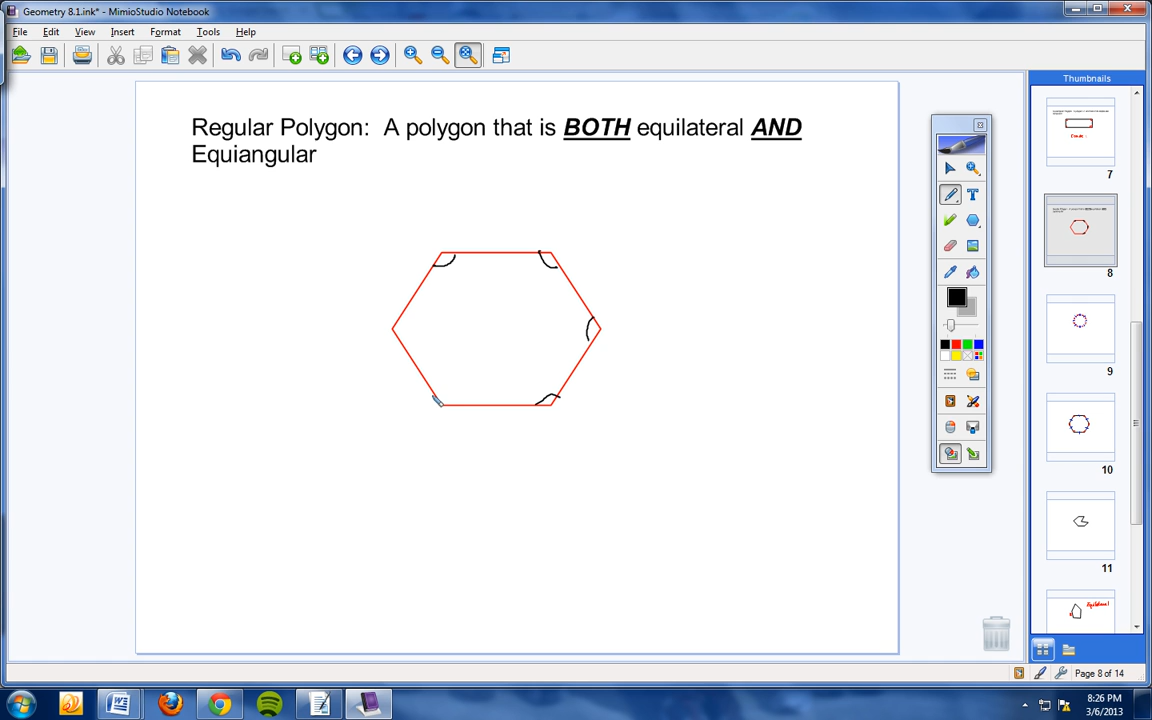 Geometry 8.1.ink* - MimioStudio Notebook
File Edit View Insert Format Tools Help
Regular Polygon: A polygon that is BOTH equilateral AND
Equiangular
Thumbnails
7
8
9
10
11
Equilateral
T
Page 8 of 14
8:26 PM
3/6/2013